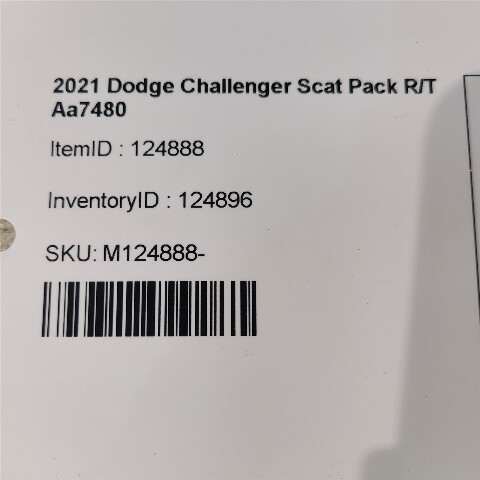 2021 Dodge Challenger Scat Pack R/T
Aa7480
ItemID : 124888
InventoryID : 124896
SKU: M124888-